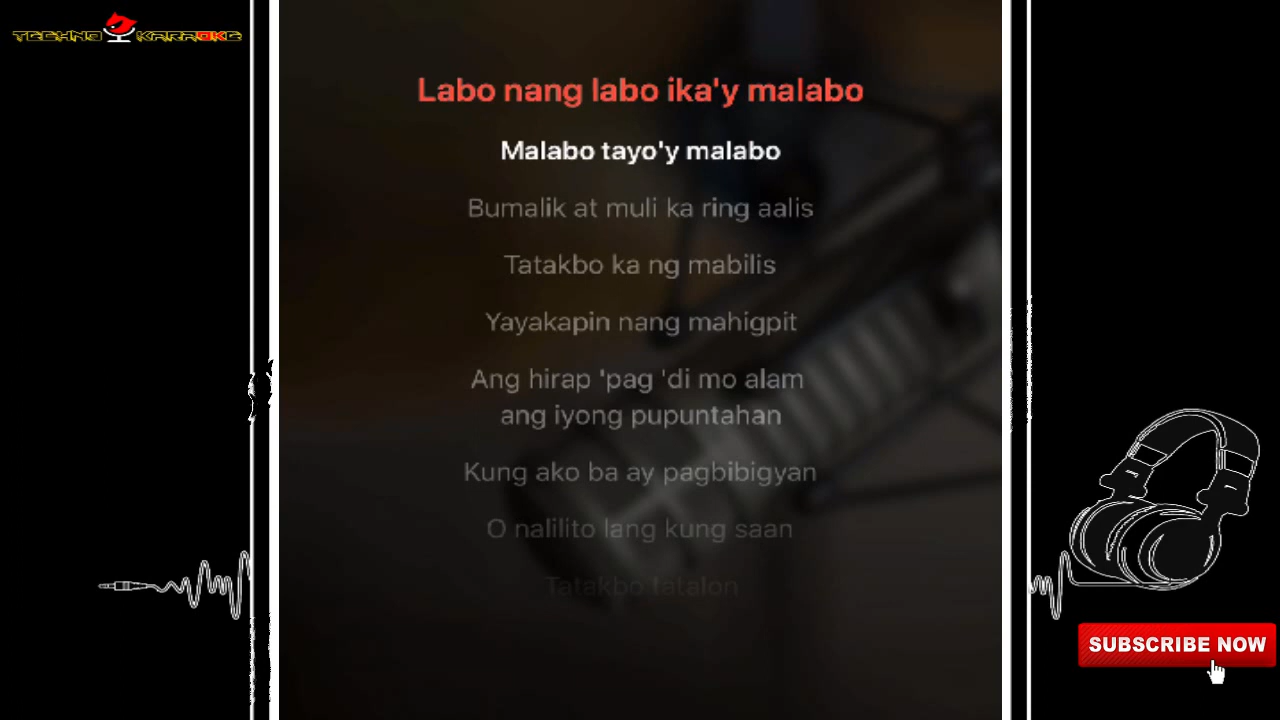 TECHNO KARAOKE
Labo nang labo ika'y malabo
Malabo tayo'y malabo
Bumalik at muli ka ring aalis
Tatakbo ka ng mabilis
Yayakapin nang mahigpit
Ang hirap 'pag 'di mo alam
ang iyong pupuntahan
Kung ako ba ay pagbibigyan
O nalilito lang kung saan
Tatakbo tatalon
SUBSCRIBE NOW